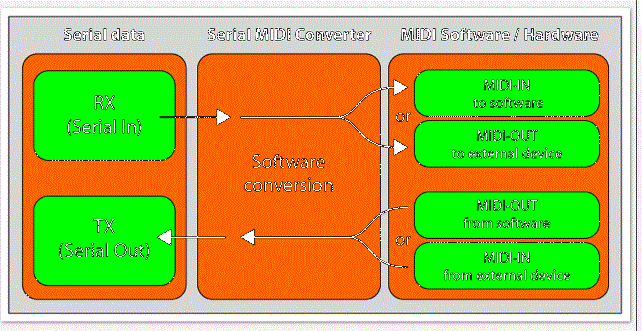 Serial data
Serial MIDI Converter
MIDI Software / Hardware
RX
(Serial In)
Software
conversion
MIDI-IN
to software
or
MIDI-OUT
to external device
TX
(Serial Out)
MIDI-OUT
from software
or
MIDI-IN
from external device